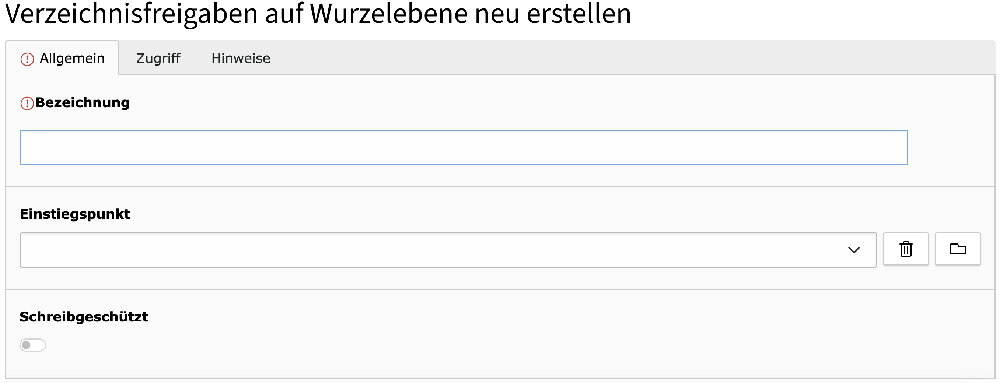 Verzeichnisfreigaben auf Wurzelebene neu erstellen
Allgemein Zugriff Hinweise
Bezeichnung
Einstiegspunkt
Schreibgeschützt